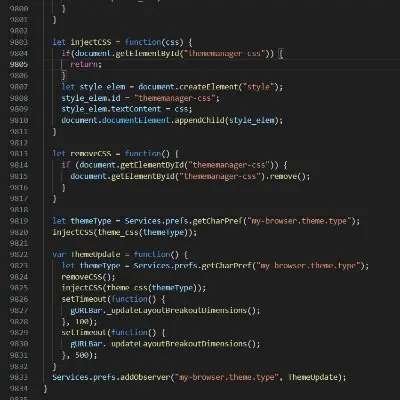 9800 }
9801 }
9802
9803 let injectCSS = function(css) {
9804 if(document.getElementById("thememanager-css")) {
9805 return;
9806 }
9807 let style_elem = document.createElement("style");
9808 style_elem.id = "thememanager-css";
9809 style_elem.textContent = css;
9810 document.documentElement.appendChild(style_elem);
9811 }
9812
9813 let removeCSS = function() {
9814 if (document.getElementById("thememanager-css")) {
9815 document.getElementById("thememanager-css").remove();
9816 }
9817 }
9818
9819 let themeType = Services.prefs.getCharPref("my-browser.theme.type");
9820 injectCSS(theme_css(themeType));
9821
9822 var ThemeUpdate = function() {
9823 let themeType = Services.prefs.getCharPref("my-browser.theme.type");
9824 removeCSS();
9825 injectCSS(theme_css(themeType));
9826 setTimeout(function() {
9827 gURLBar._updateLayoutBreakoutDimensions();
9828 }, 100);
9829 setTimeout(function() {
9830 gURLBar._updateLayoutBreakoutDimensions();
9831 }, 500);
9832 }
9833 Services.prefs.addObserver("my-browser.theme.type", ThemeUpdate);
9834 }